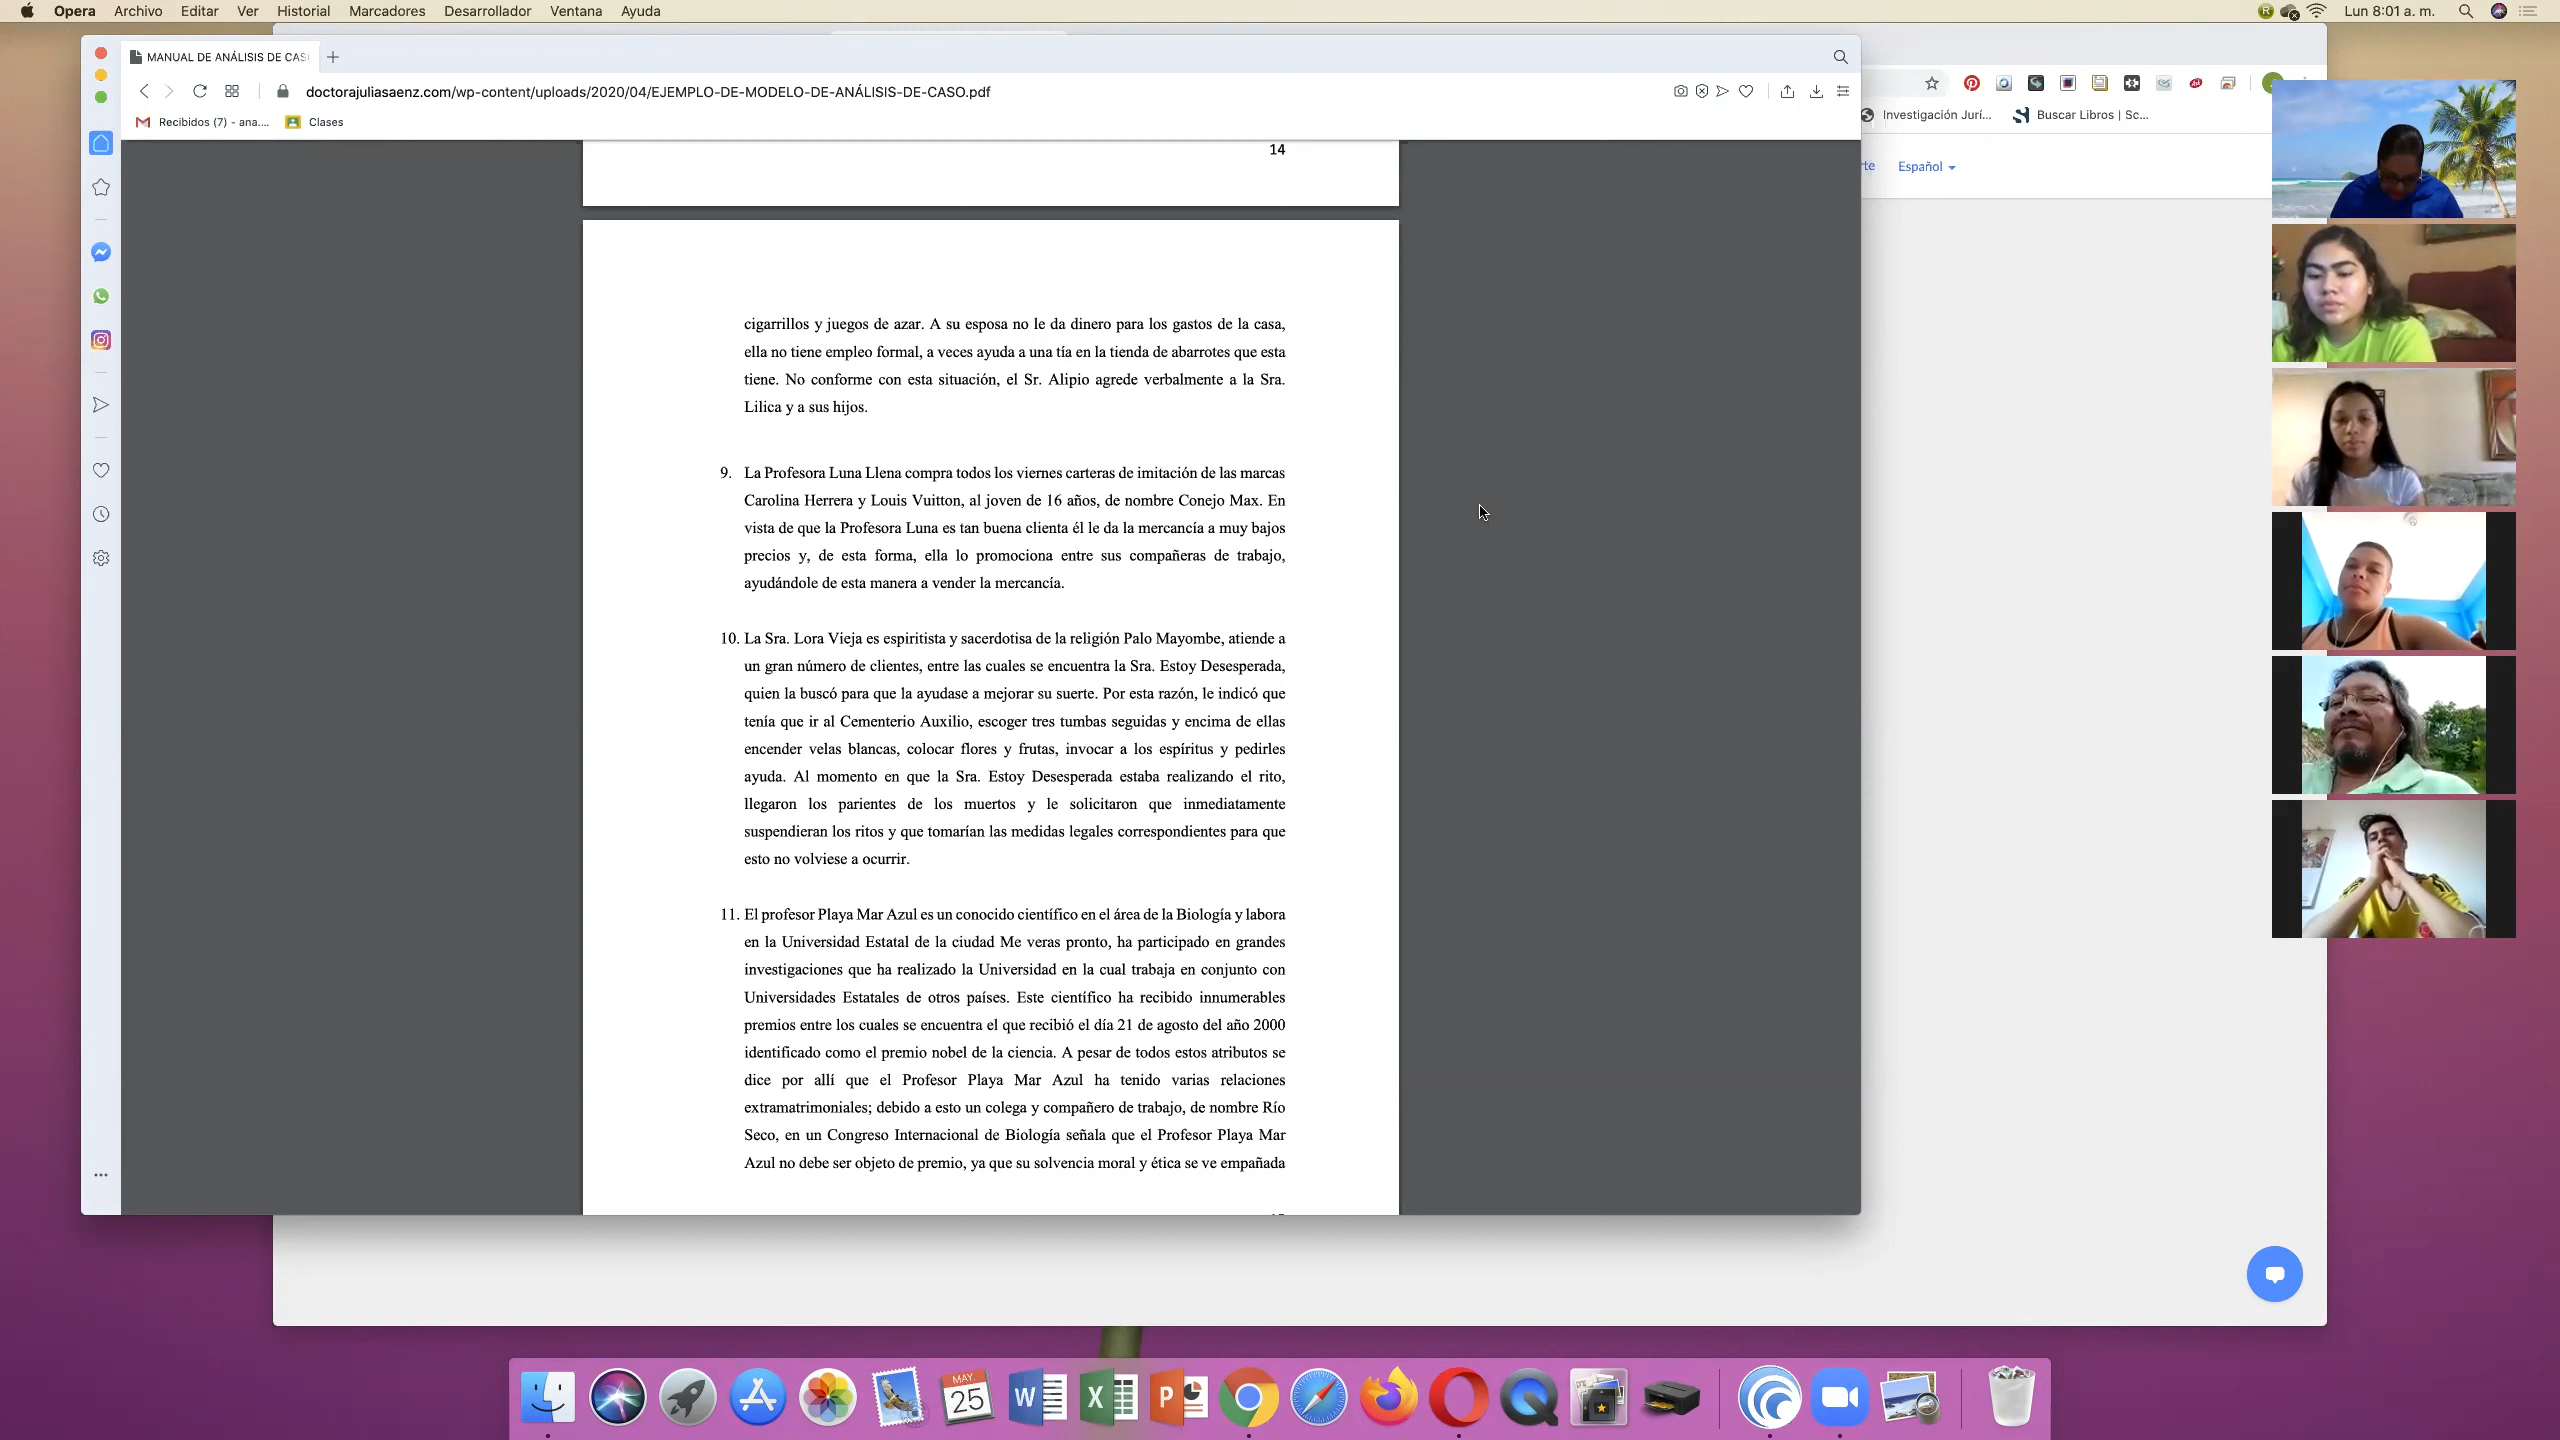 Opera Archivo Editar Ver Historial Marcadores Desarrollador Ventana Ayuda
Lun 8:01 a. m.
MANUAL DE ANÁLISIS DE CAS
doctorajuliasaenz.com/wp-content/uploads/2020/04/EJEMPLO-DE-MODELO-DE-ANÁLISIS-DE-CASO.pdf
Recibidos (7) - ana.... Clases
Investigación Jurí... Buscar Libros | Sc...
rte Español
14
cigarrillos y juegos de azar. A su esposa no le da dinero para los gastos de la casa,
ella no tiene empleo formal, a veces ayuda a una tía en la tienda de abarrotes que esta
tiene. No conforme con esta situación, el Sr. Alipio agrede verbalmente a la Sra.
Lilica y a sus hijos.
9. La Profesora Luna Llena compra todos los viernes carteras de imitación de las marcas
Carolina Herrera y Louis Vuitton, al joven de 16 años, de nombre Conejo Max. En
vista de que la Profesora Luna es tan buena clienta él le da la mercancía a muy bajos
precios y, de esta forma, ella lo promociona entre sus compañeras de trabajo,
ayudándole de esta manera a vender la mercancía.
10. La Sra. Lora Vieja es espiritista y sacerdotisa de la religión Palo Mayombe, atiende a
un gran número de clientes, entre las cuales se encuentra la Sra. Estoy Desesperada,
quien la buscó para que la ayudase a mejorar su suerte. Por esta razón, le indicó que
tenía que ir al Cementerio Auxilio, escoger tres tumbas seguidas y encima de ellas
encender velas blancas, colocar flores y frutas, invocar a los espíritus y pedirles
ayuda. Al momento en que la Sra. Estoy Desesperada estaba realizando el rito,
llegaron los parientes de los muertos y le solicitaron que inmediatamente
suspendieran los ritos y que tomarían las medidas legales correspondientes para que
esto no volviese a ocurrir.
11. El profesor Playa Mar Azul es un conocido científico en el área de la Biología y labora
en la Universidad Estatal de la ciudad Me veras pronto, ha participado en grandes
investigaciones que ha realizado la Universidad en la cual trabaja en conjunto con
Universidades Estatales de otros países. Este científico ha recibido innumerables
premios entre los cuales se encuentra el que recibió el día 21 de agosto del año 2000
identificado como el premio nobel de la ciencia. A pesar de todos estos atributos se
dice por allí que el Profesor Playa Mar Azul ha tenido varias relaciones
extramatrimoniales; debido a esto un colega y compañero de trabajo, de nombre Río
Seco, en un Congreso Internacional de Biología señala que el Profesor Playa Mar
Azul no debe ser objeto de premio, ya que su solvencia moral y ética se ve empañada
MAY.
25
W
X
P